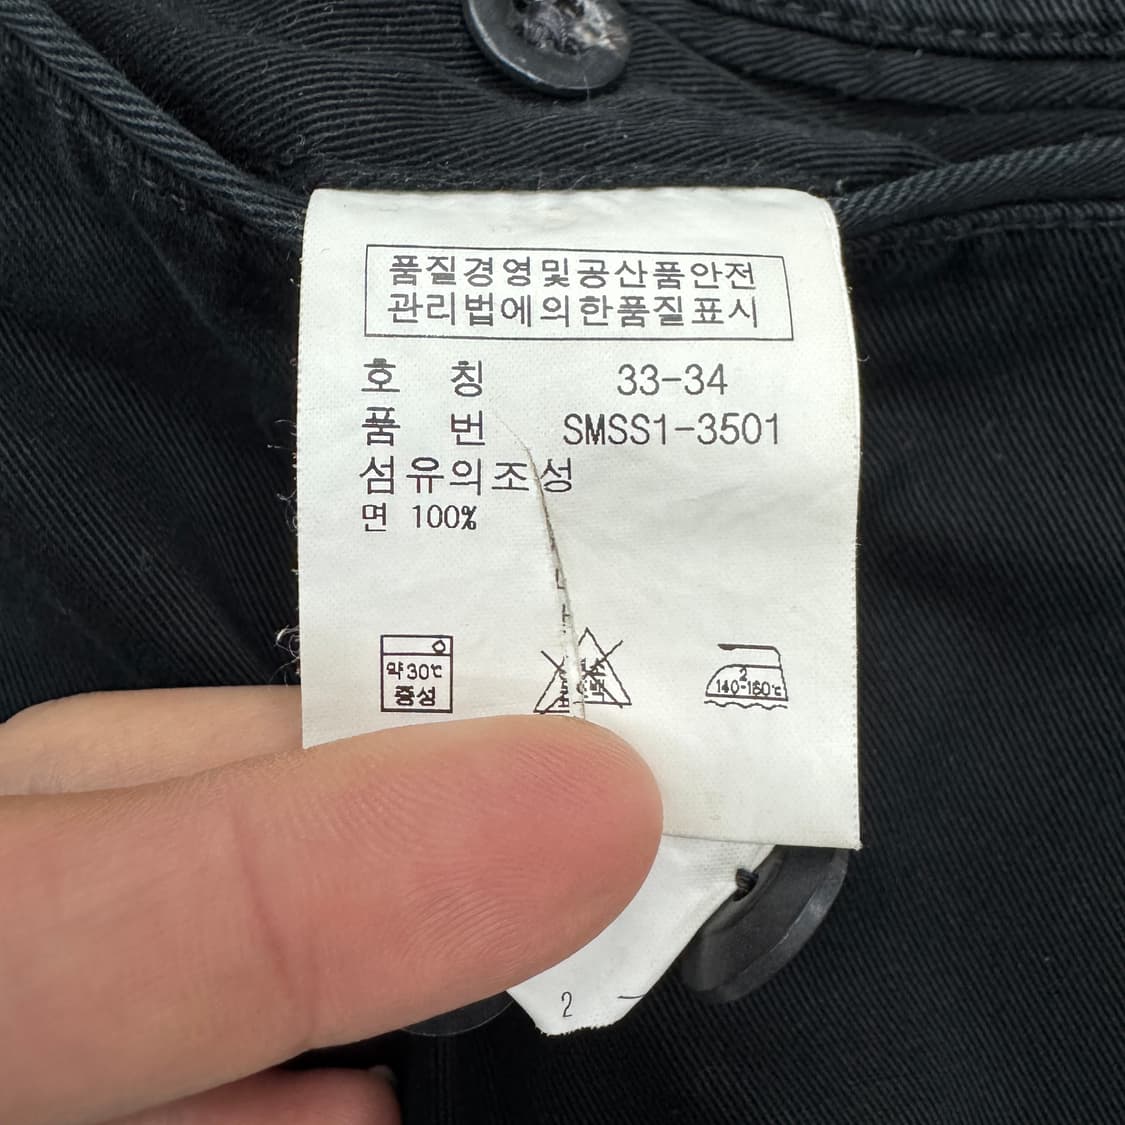 품질경영및공산품안전
관리법에의한품질표시
호 칭 33-34
품 번 SMSS1-3501
섬유의조성
면 100%
약30℃
중성
2
140-160℃
2